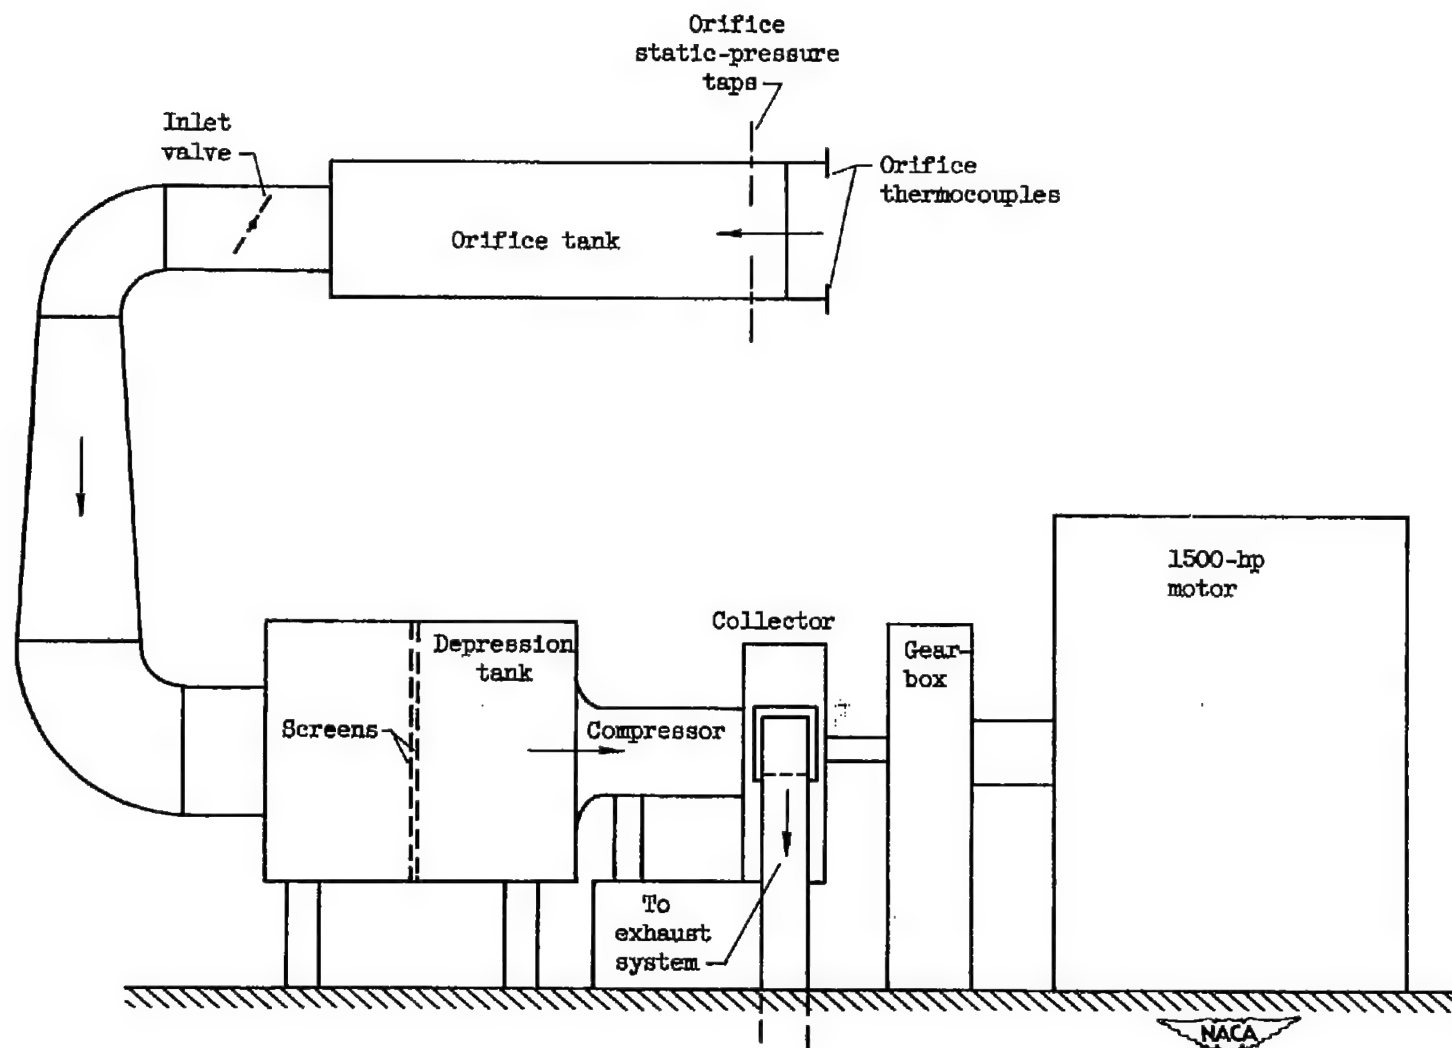 Orifice
static-pressure
taps
Inlet
valve
Orifice
thermocouples
Orifice tank
1500-hp
motor
Collector
Depression
tank
Gear-
box
Screens
Compressor
To
exhaust
system
NACA